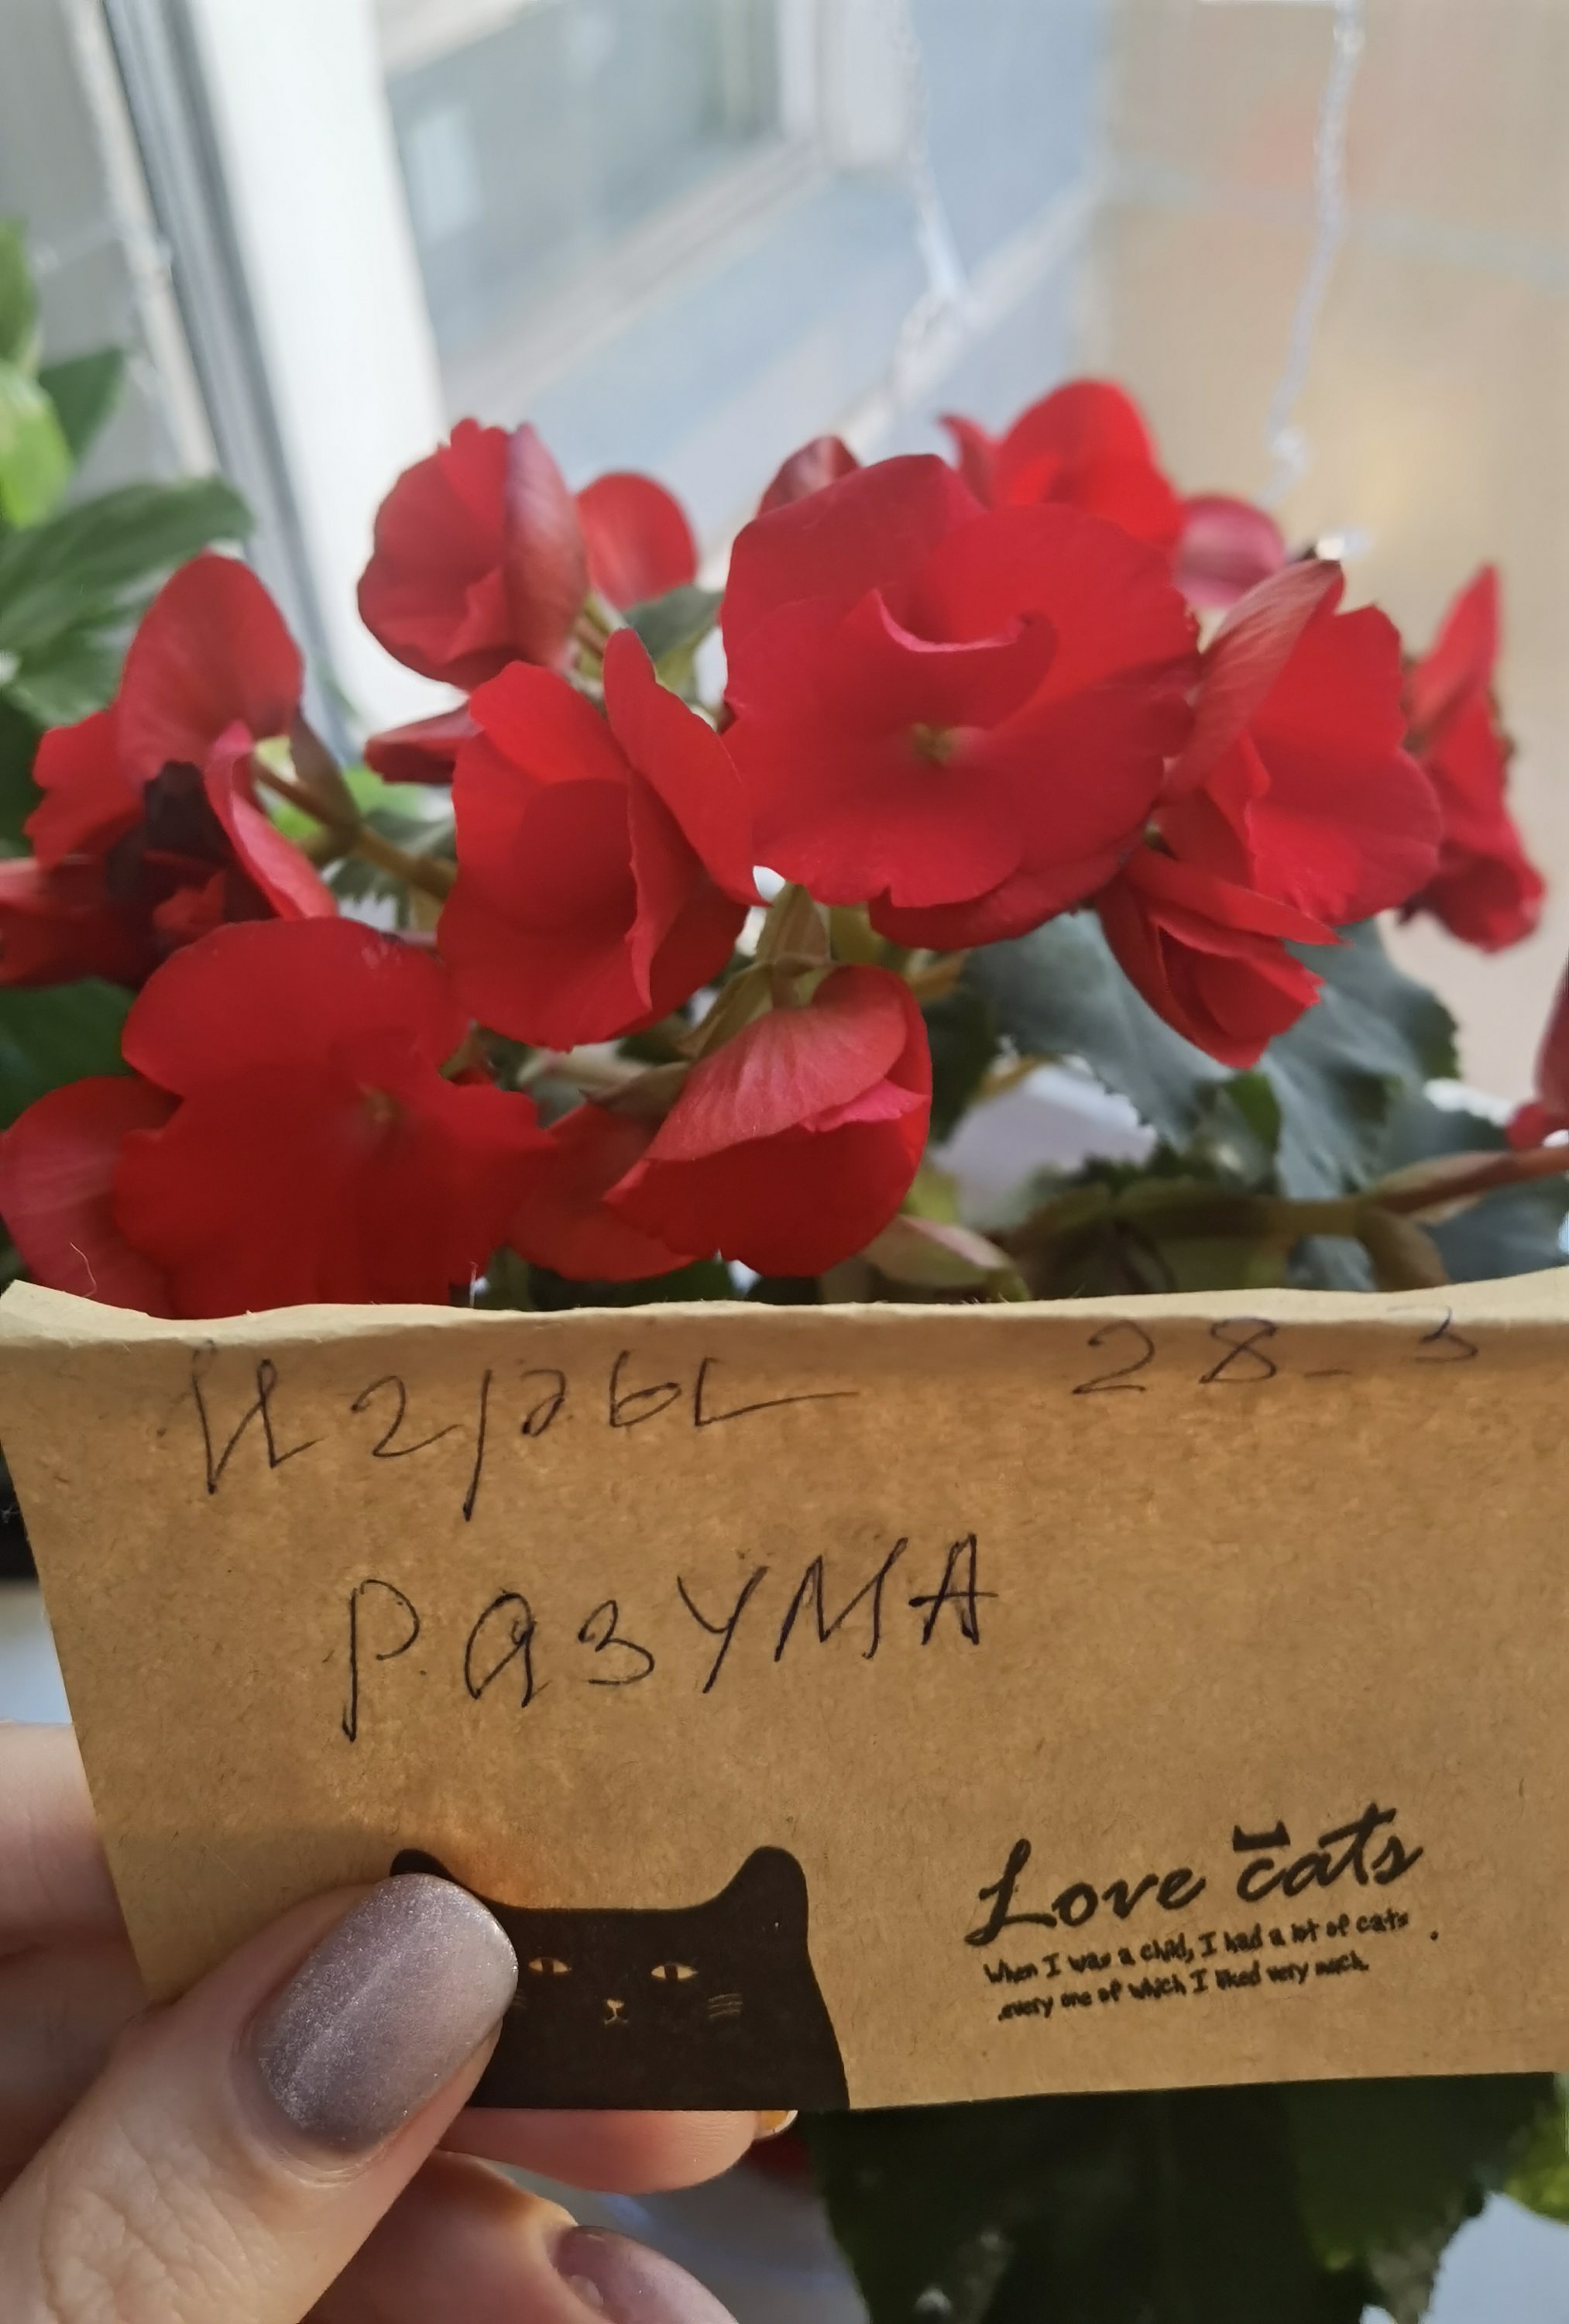 Игры 28-3
РАЗУМА
Love cats
When I was a child, I had a lot of cats
every one of which I liked very much.